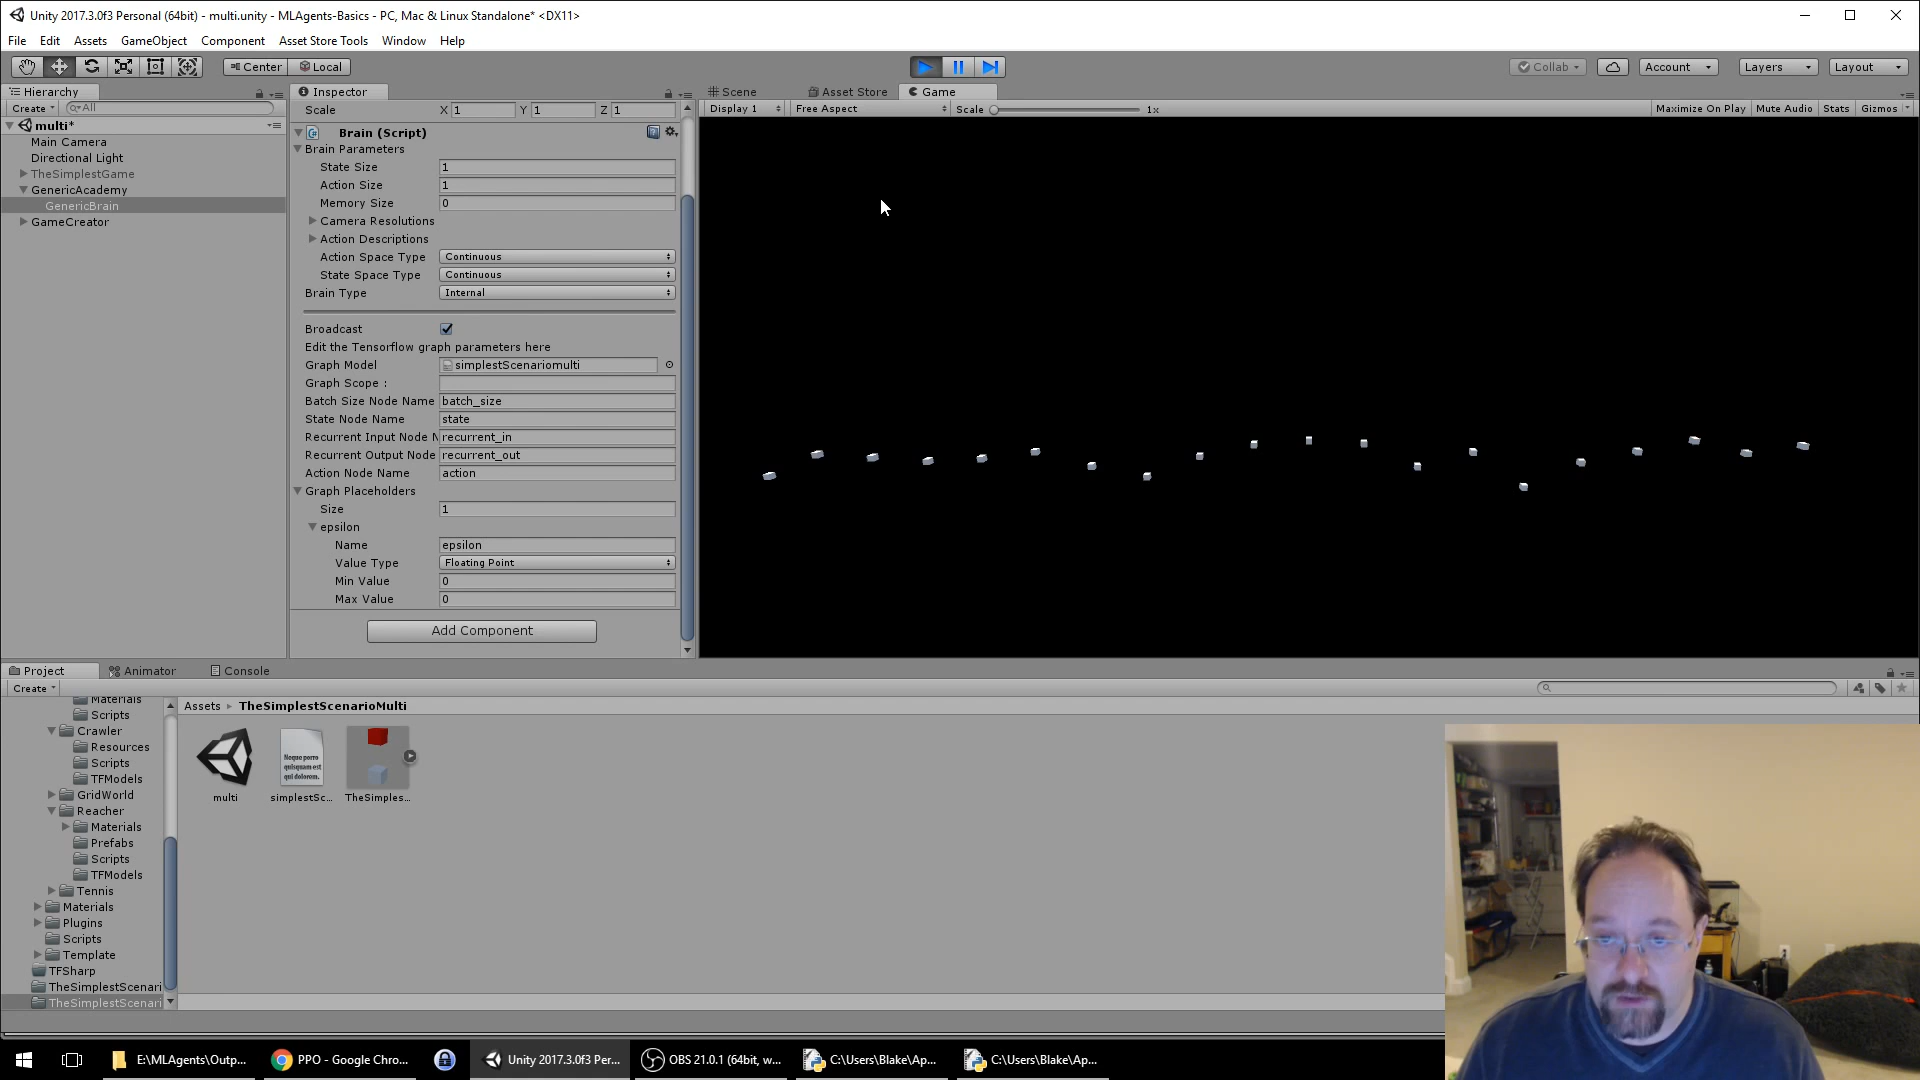 Unity 2017.3.0f3 Personal (64bit) - multi.unity - MLAgents-Basics - PC, Mac & Linux Standalone* <DX11>
File Edit Assets GameObject Component Asset Store Tools Window Help
Center Local Collab Account Layers Layout
Hierarchy Inspector Scene Asset Store Game
Create All Scale X 1 Y 1 Z 1 Display 1 Free Aspect Scale 1x Maximize On Play Mute Audio Stats Gizmos
multi*
Main Camera
Directional Light
TheSimplestGame
GenericAcademy
GenericBrain
GameCreator
Brain (Script)
Brain Parameters
State Size 1
Action Size 1
Memory Size 0
Camera Resolutions
Action Descriptions
Action Space Type Continuous
State Space Type Continuous
Brain Type Internal
Broadcast
Edit the Tensorflow graph parameters here
Graph Model simplestScenariomulti
Graph Scope :
Batch Size Node Name batch_size
State Node Name state
Recurrent Input Node N recurrent_in
Recurrent Output Node recurrent_out
Action Node Name action
Graph Placeholders
Size 1
epsilon
Name epsilon
Value Type Floating Point
Min Value 0
Max Value 0
Add Component
Project Animator Console
Create
Materials
Scripts
Crawler
Resources
Scripts
TFModels
GridWorld
Reacher
Materials
Prefabs
Scripts
TFModels
Tennis
Materials
Plugins
Scripts
Template
TFSharp
TheSimplestScenari
TheSimplestScenari
Assets TheSimplestScenarioMulti
Neque porro
quisquam est
qui dolorem.
multi simplestSc... TheSimples...
E:\MLAgents\Outp... PPO - Google Chro... Unity 2017.3.0f3 Per... OBS 21.0.1 (64bit, w... C:\Users\Blake\Ap... C:\Users\Blake\Ap...